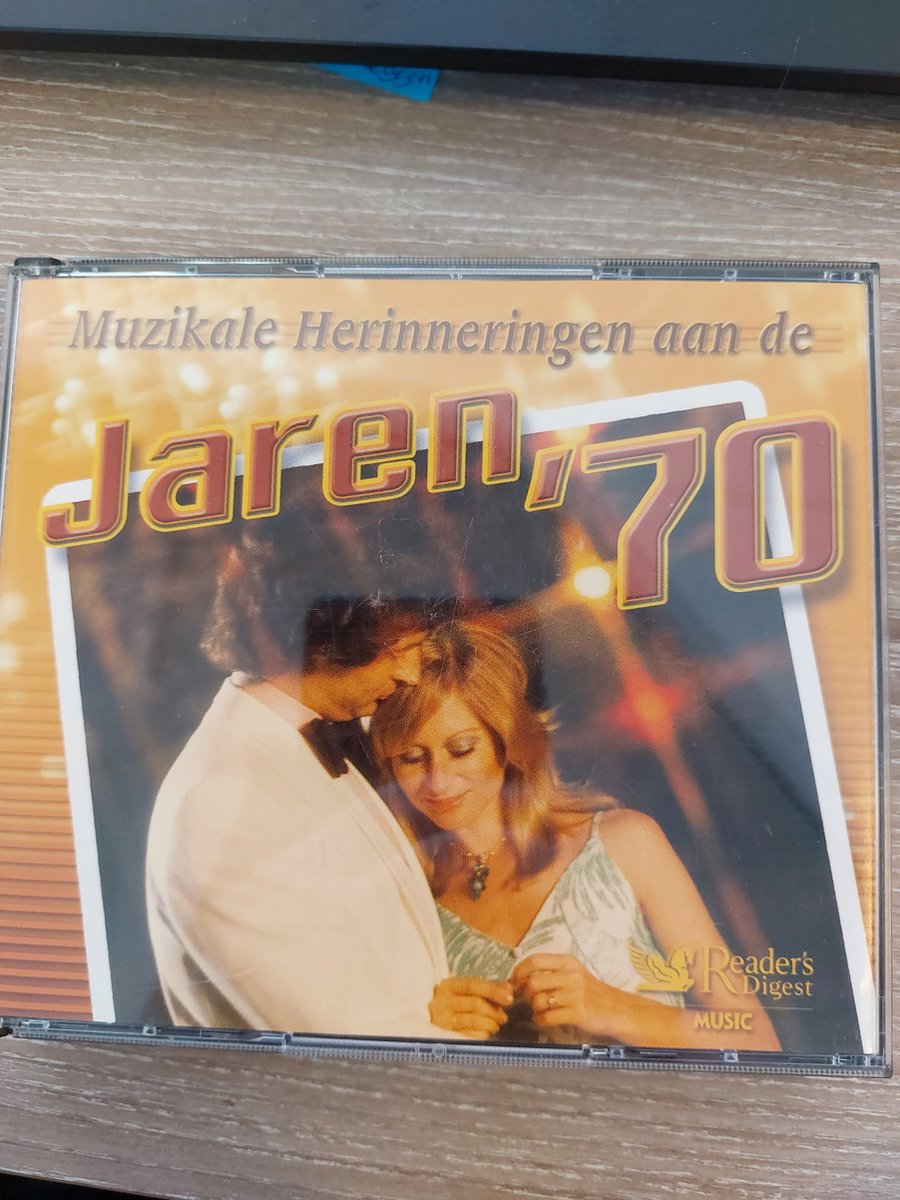 Muzikale Herinneringen aan de
Jaren '70
Reader's
Digest
MUSIC